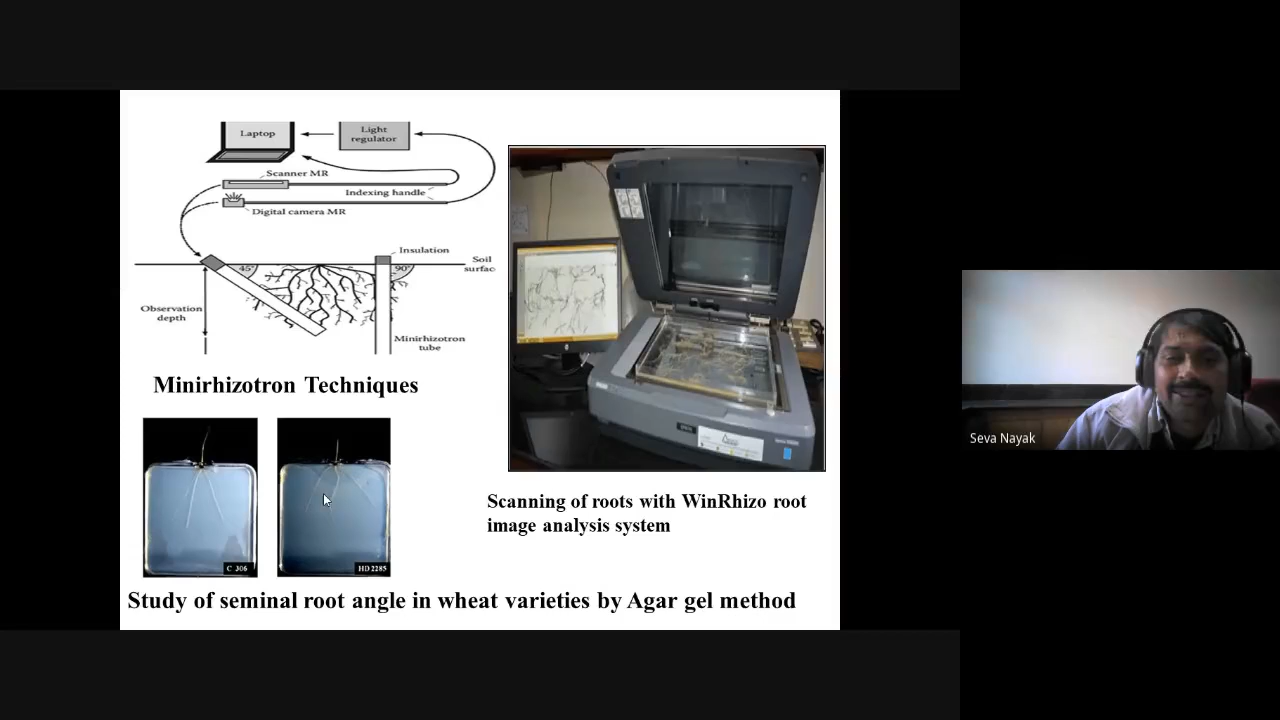 Laptop
Light
regulator
Scanner MR
Indexing handle
Digital camera MR
Insulation
Soil
surfac
45°
90°
Observation
depth
Minirhizotron
tube
Minirhizotron Techniques
C 306
HD 2285
Scanning of roots with WinRhizo root
image analysis system
Study of seminal root angle in wheat varieties by Agar gel method
Seva Nayak